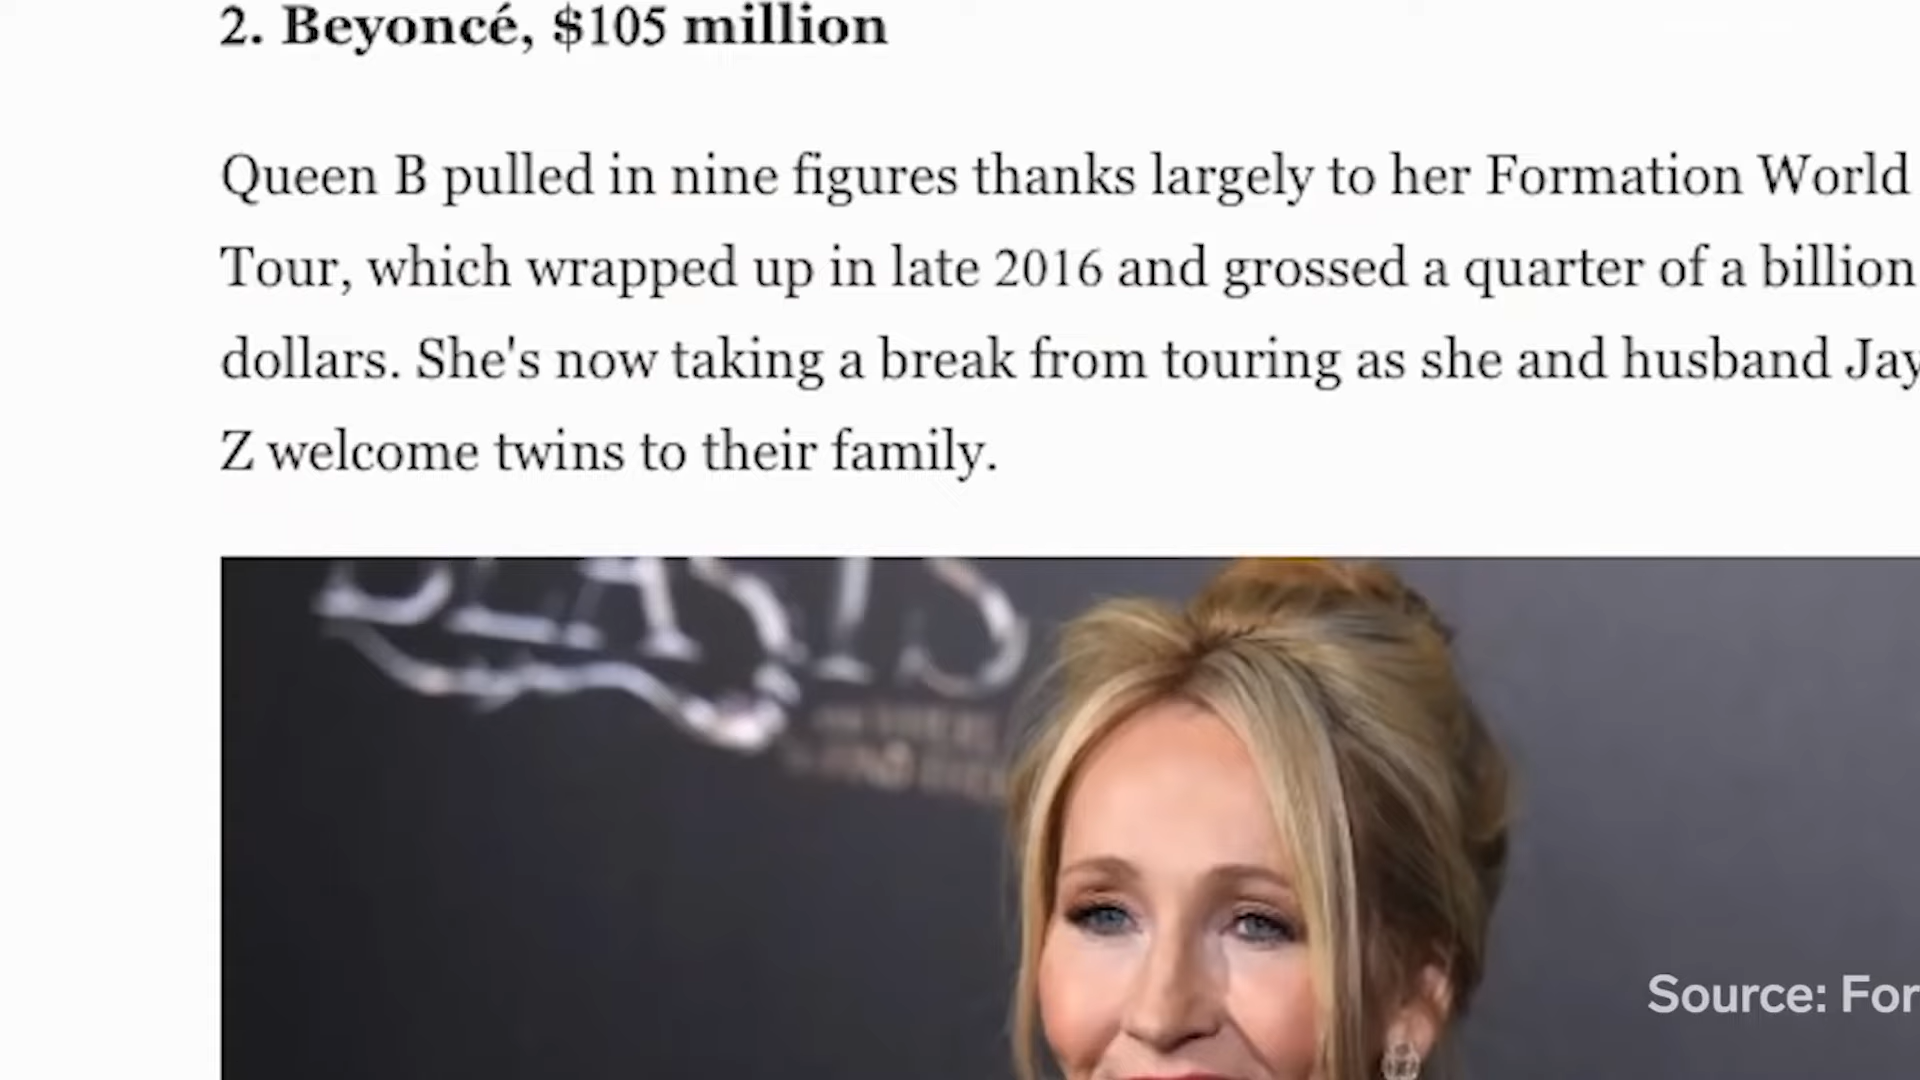 2. Beyoncé, $105 million
Queen B pulled in nine figures thanks largely to her Formation World
Tour, which wrapped up in late 2016 and grossed a quarter of a billion
dollars. She's now taking a break from touring as she and husband Jay
Z welcome twins to their family.
BEASTS
Source: For